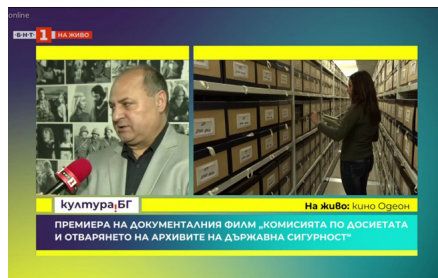 online
БНТ 1 НА ЖИВО
култура.БГ
На живо: кино Одеон
ПРЕМИЕРА НА ДОКУМЕНТАЛНИЯ ФИЛМ „КОМИСИЯТА ПО ДОСИЕТАТА
И ОТВАРЯНЕТО НА АРХИВИТЕ НА ДЪРЖАВНА СИГУРНОСТ“